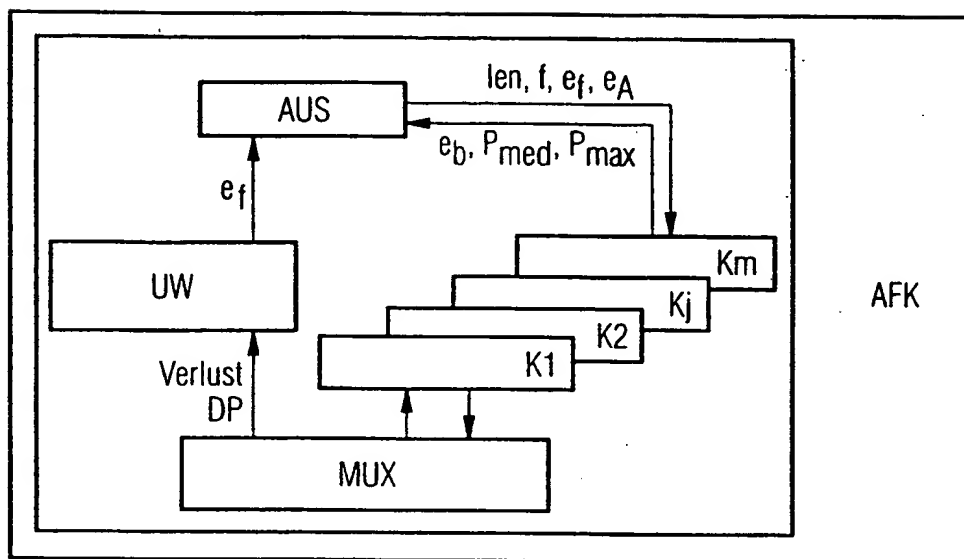 len, f, e_f, e_A
AUS
e_b, P_med, P_max
e_f
Km
UW
Kj
AFK
K2
K1
Verlust
DP
MUX